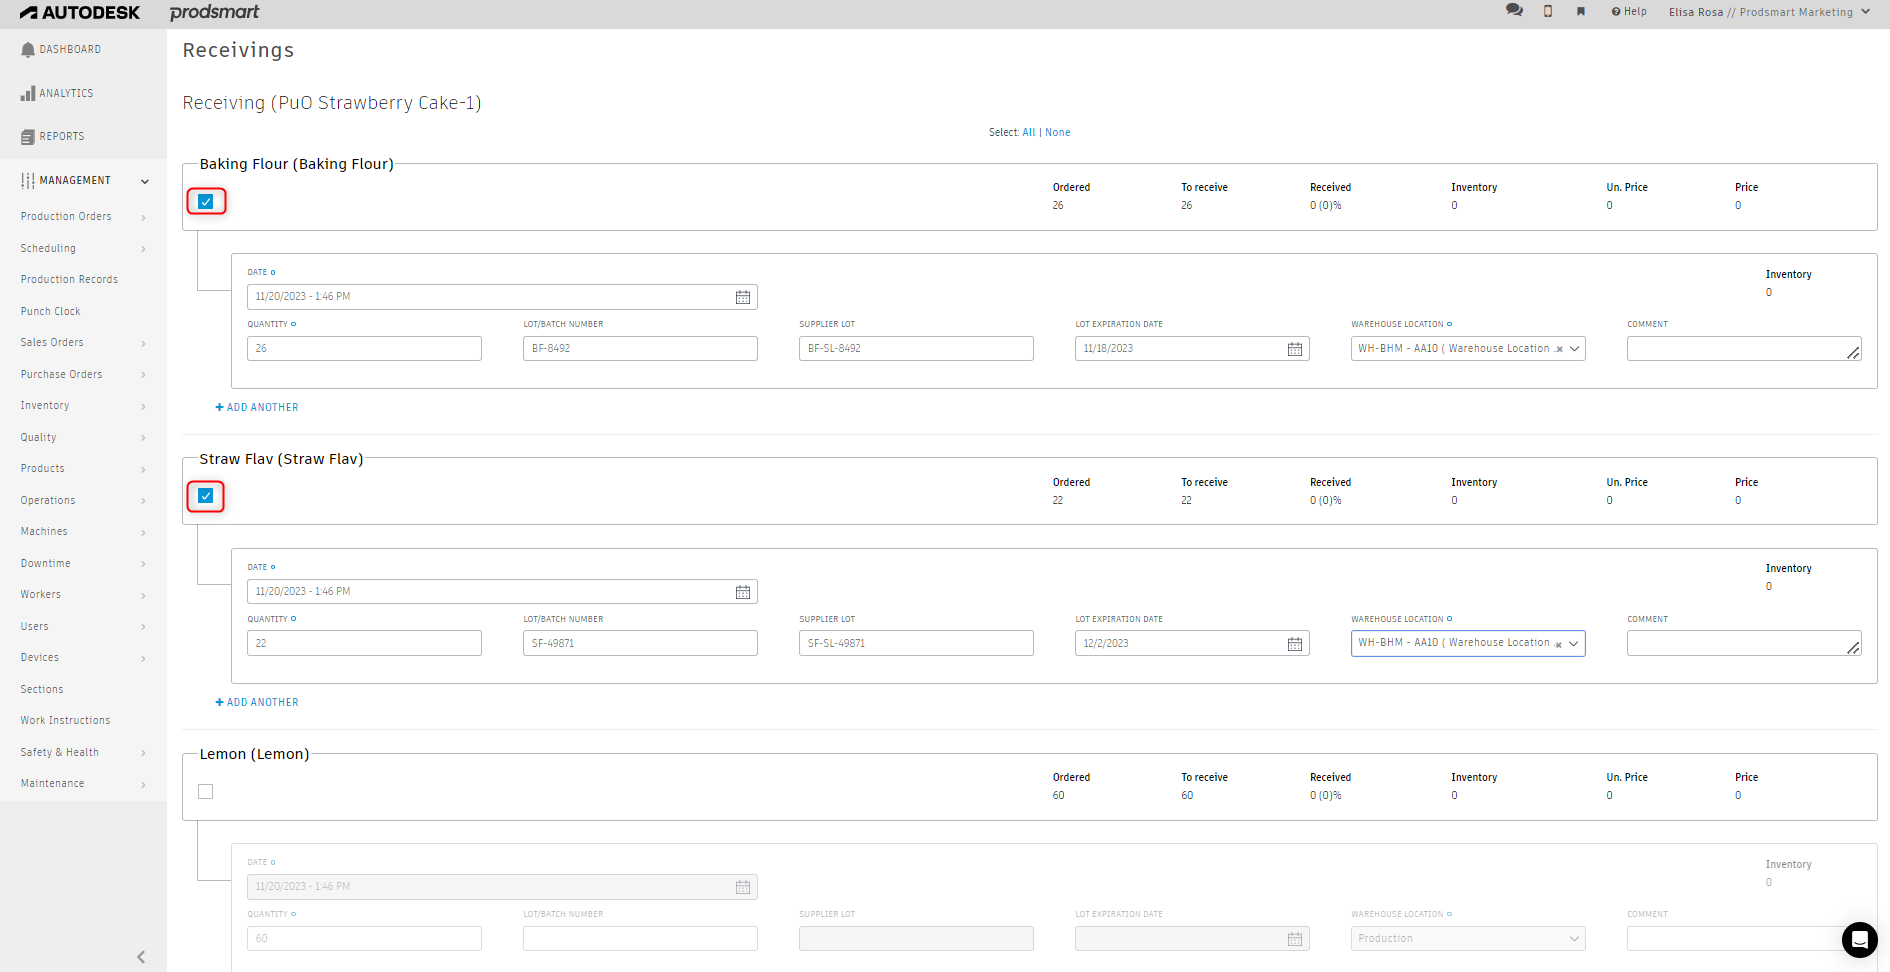 AUTODESK prodsmart
Help Elisa Rosa // Prodsmart Marketing
DASHBOARD
ANALYTICS
REPORTS
MANAGEMENT
Production Orders
Scheduling
Production Records
Punch Clock
Sales Orders
Purchase Orders
Inventory
Quality
Products
Operations
Machines
Downtime
Workers
Users
Devices
Sections
Work Instructions
Safety & Health
Maintenance
Receivings
Receiving (PuO Strawberry Cake-1)
Select: All | None
Baking Flour (Baking Flour)
Ordered To receive Received Inventory Un. Price Price
26 26 0 (0)% 0 0 0
DATE Inventory
11/20/2023 - 1:46 PM 0
QUANTITY LOT/BATCH NUMBER SUPPLIER LOT LOT EXPIRATION DATE WAREHOUSE LOCATION COMMENT
26 BF-8492 BF-SL-8492 11/18/2023 WH-BHM - AA10 ( Warehouse Location ..
+ ADD ANOTHER
Straw Flav (Straw Flav)
Ordered To receive Received Inventory Un. Price Price
22 22 0 (0)% 0 0 0
DATE Inventory
11/20/2023 - 1:46 PM 0
QUANTITY LOT/BATCH NUMBER SUPPLIER LOT LOT EXPIRATION DATE WAREHOUSE LOCATION COMMENT
22 SF-49871 SF-SL-49871 12/2/2023 WH-BHM - AA10 ( Warehouse Location ..
+ ADD ANOTHER
Lemon (Lemon)
Ordered To receive Received Inventory Un. Price Price
60 60 0 (0)% 0 0 0
DATE Inventory
11/20/2023 - 1:46 PM 0
QUANTITY LOT/BATCH NUMBER SUPPLIER LOT LOT EXPIRATION DATE WAREHOUSE LOCATION COMMENT
60 Production